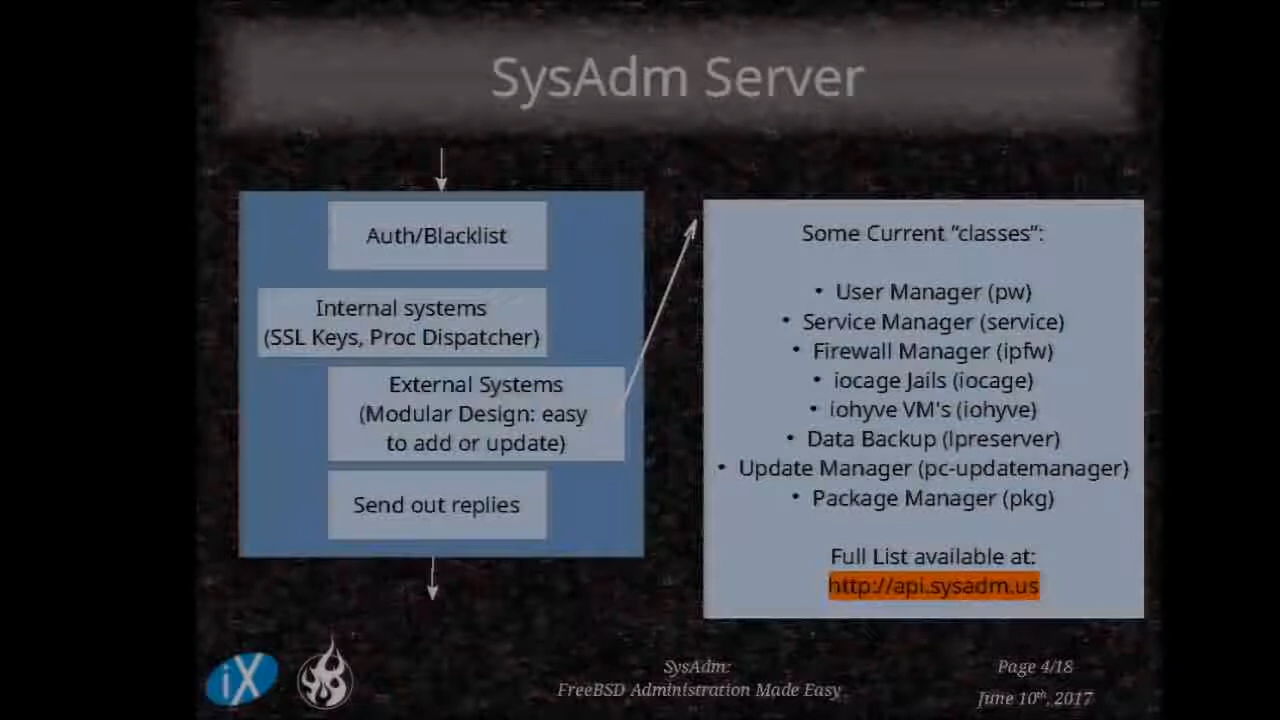 SysAdm Server
Auth/Blacklist
Internal systems
(SSL Keys, Proc Dispatcher)
External Systems
(Modular Design: easy
to add or update)
Send out replies
Some Current "classes":
• User Manager (pw)
• Service Manager (service)
• Firewall Manager (ipfw)
• iocage Jails (iocage)
• iohyve VM's (iohyve)
• Data Backup (lpreserver)
• Update Manager (pc-updatemanager)
• Package Manager (pkg)
Full List available at:
http://api.sysadm.us
iX
SysAdm:
FreeBSD Administration Made Easy
Page 4/18
June 10th, 2017